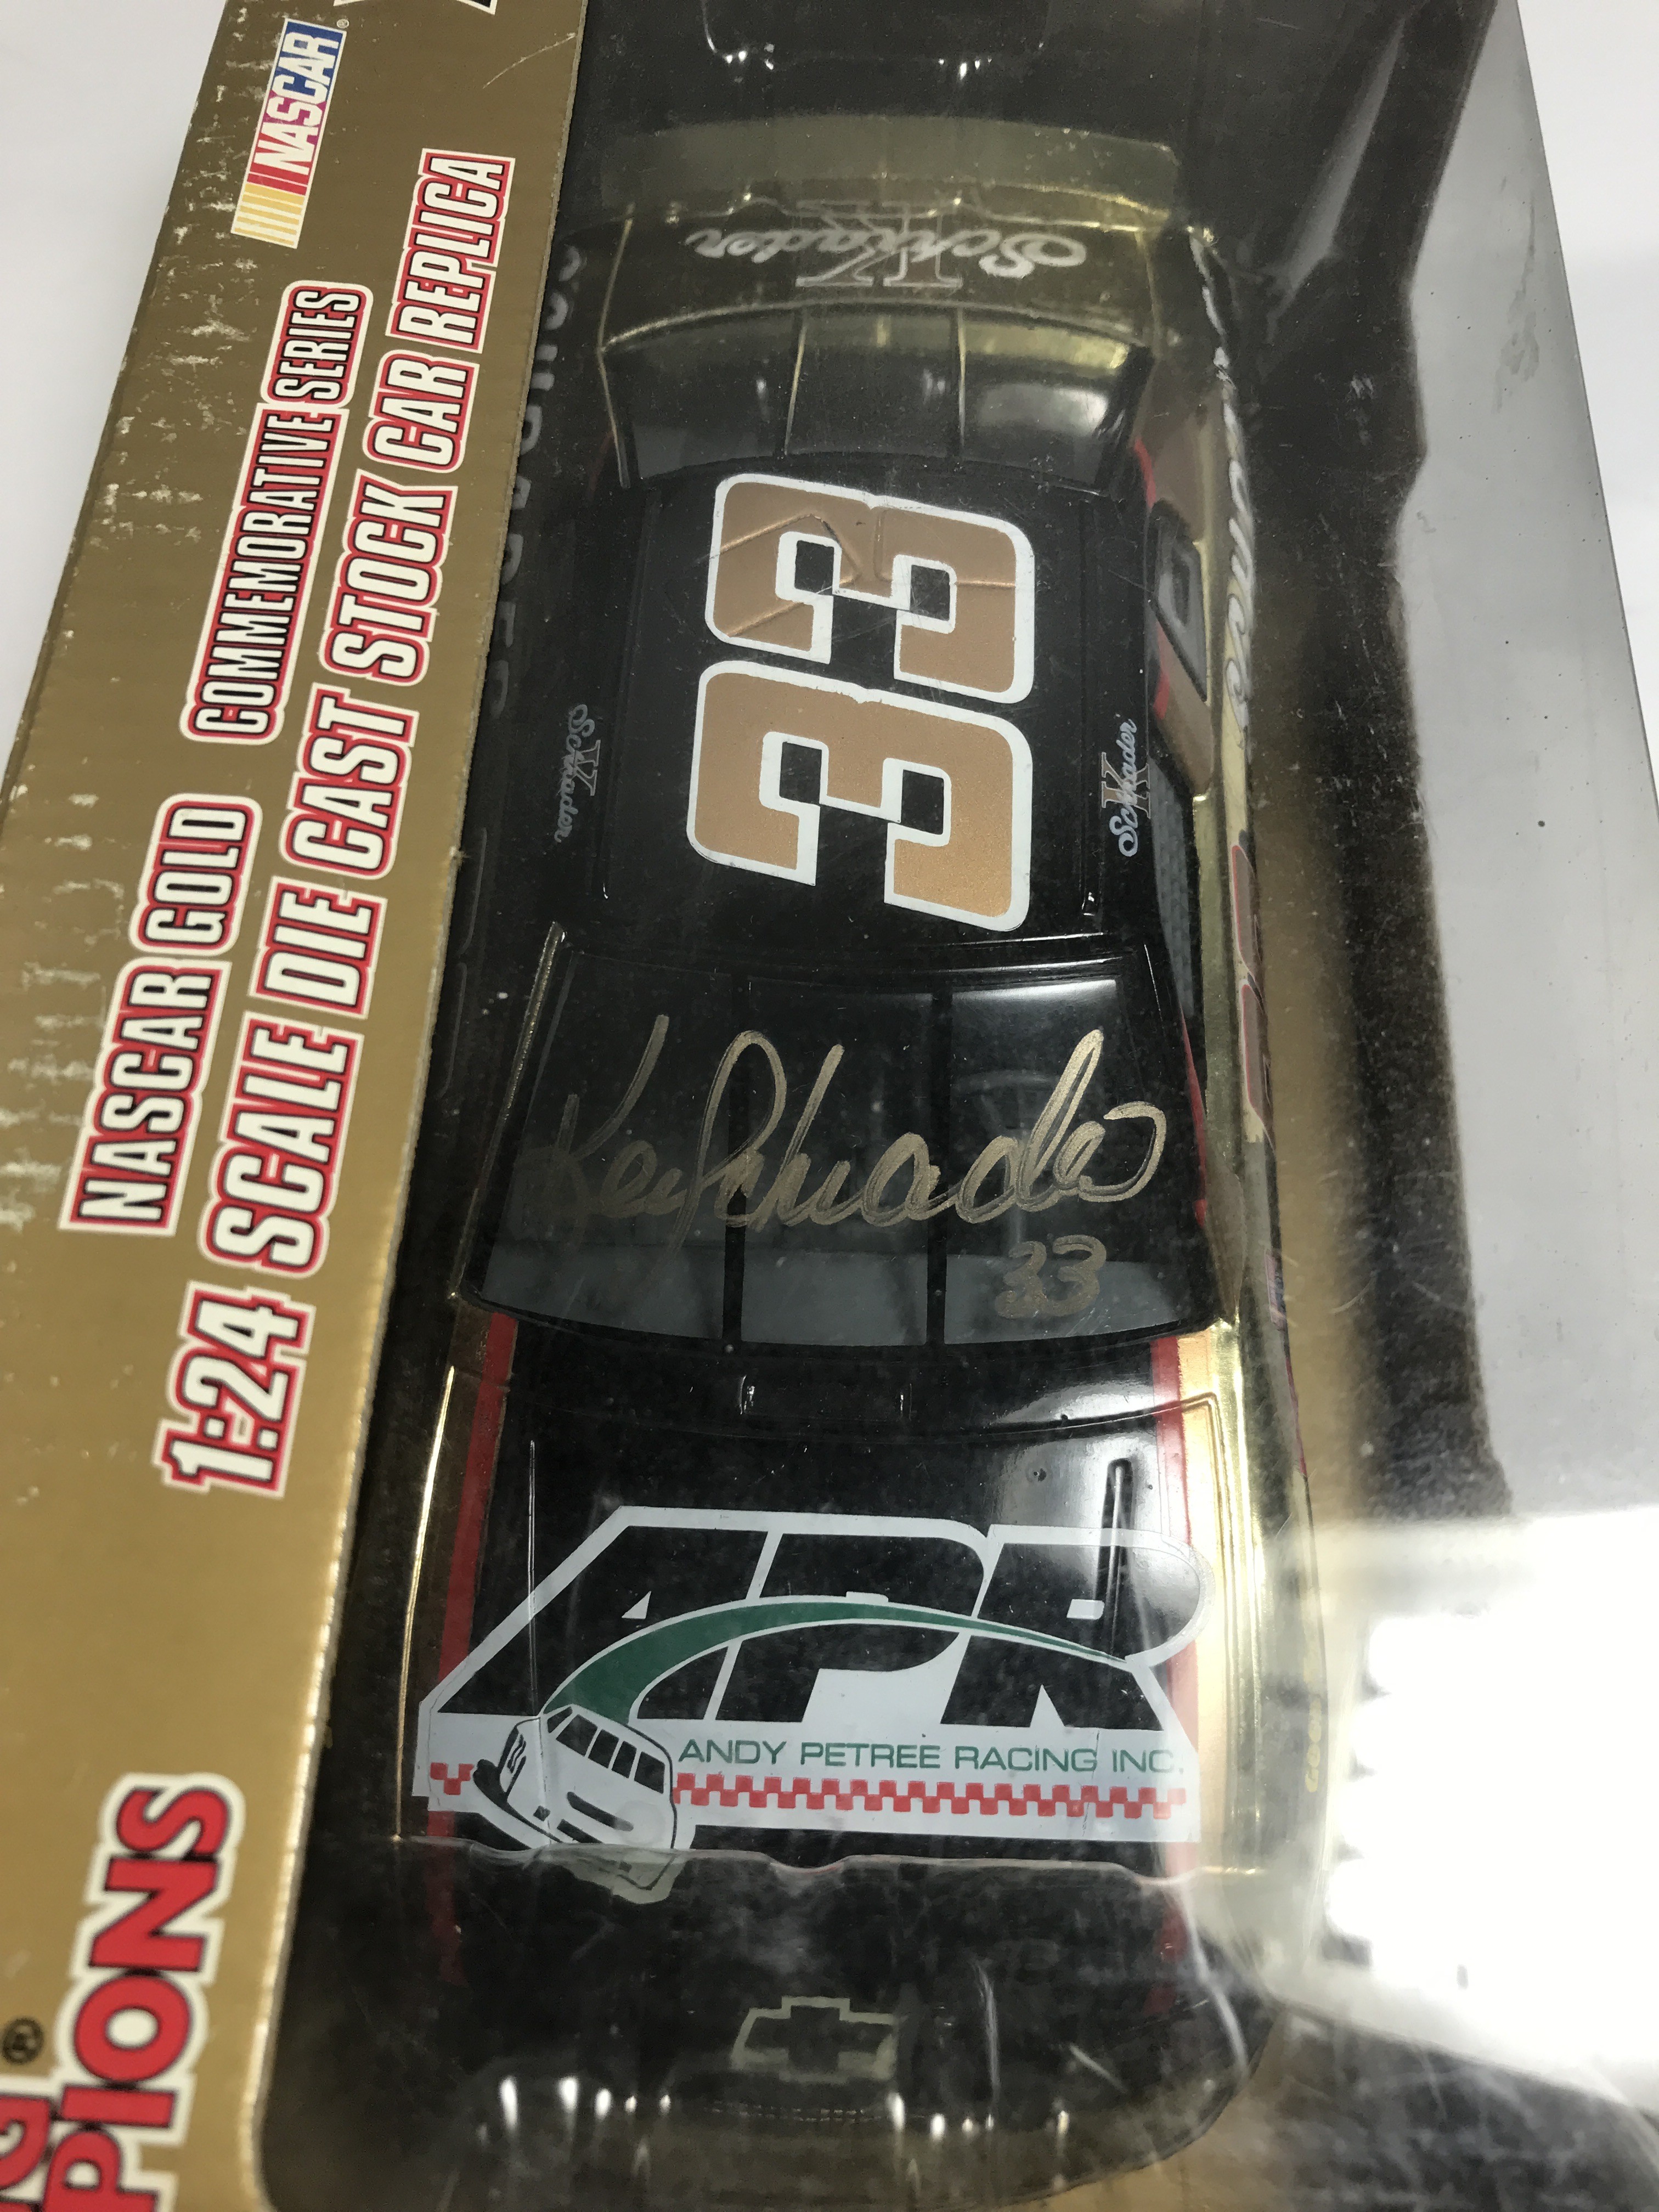 NASCAR
NASCAR GOLD COMMEMORATIVE SERIES
1:24 SCALE DIE CAST STOCK CAR REPLICA
PIONS
K Schrader
33
K Schrader
K Schrader
Ken Schrader
33
APR
ANDY PETREE RACING INC.